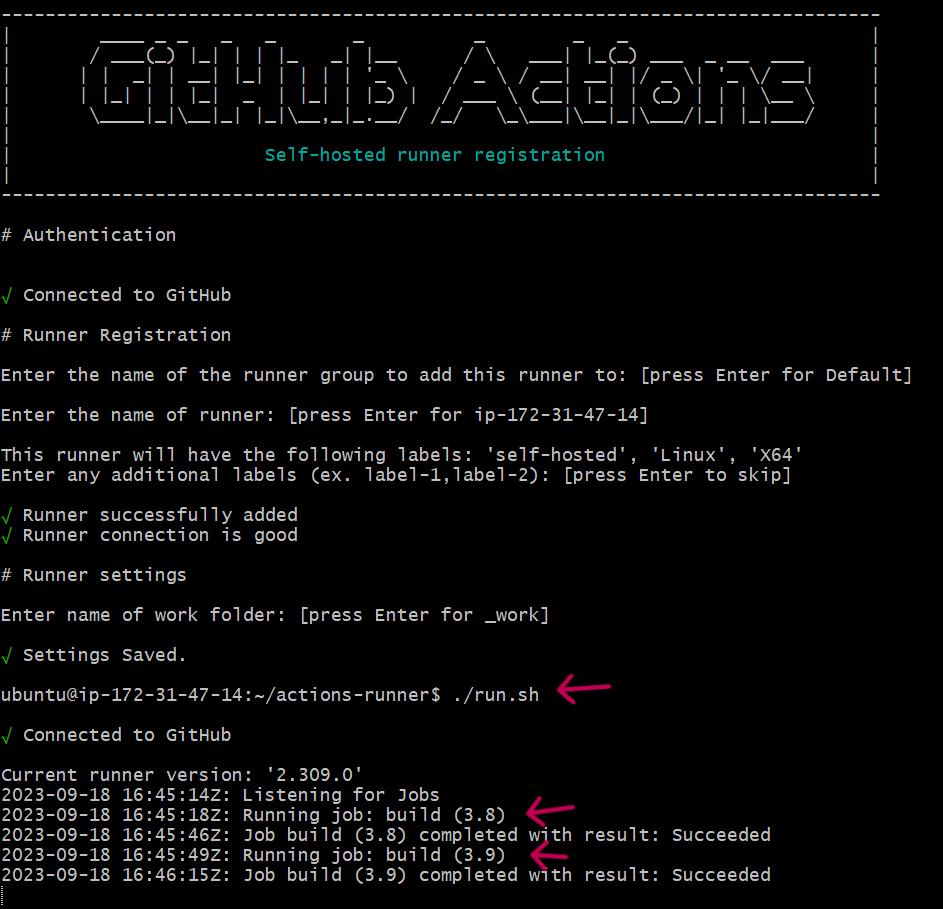 GitHub Actions
Self-hosted runner registration
# Authentication
√ Connected to GitHub
# Runner Registration
Enter the name of the runner group to add this runner to: [press Enter for Default]
Enter the name of runner: [press Enter for ip-172-31-47-14]
This runner will have the following labels: 'self-hosted', 'Linux', 'X64'
Enter any additional labels (ex. label-1,label-2): [press Enter to skip]
√ Runner successfully added
√ Runner connection is good
# Runner settings
Enter name of work folder: [press Enter for _work]
√ Settings Saved.
ubuntu@ip-172-31-47-14:~/actions-runner$ ./run.sh
√ Connected to GitHub
Current runner version: '2.309.0'
2023-09-18 16:45:14Z: Listening for Jobs
2023-09-18 16:45:18Z: Running job: build (3.8)
2023-09-18 16:45:46Z: Job build (3.8) completed with result: Succeeded
2023-09-18 16:45:49Z: Running job: build (3.9)
2023-09-18 16:46:15Z: Job build (3.9) completed with result: Succeeded